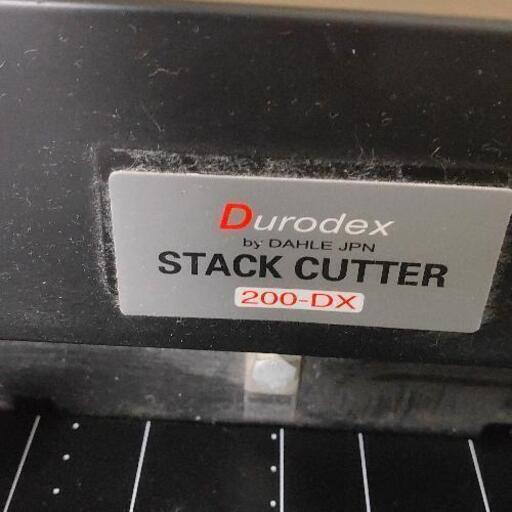 Durodex
by DAHLE JPN
STACK CUTTER
200-DX